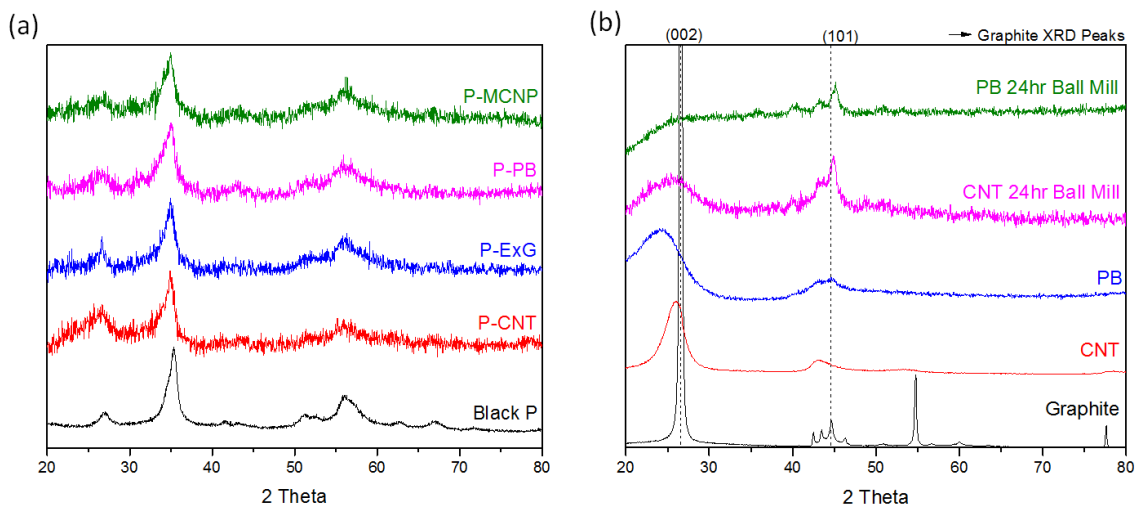 (a)
P-MCNP
P-PB
P-ExG
P-CNT
Black P
20 30 40 50 60 70 80
2 Theta
(b)
(002) (101) Graphite XRD Peaks
PB 24hr Ball Mill
CNT 24hr Ball Mill
PB
CNT
Graphite
20 30 40 50 60 70 80
2 Theta